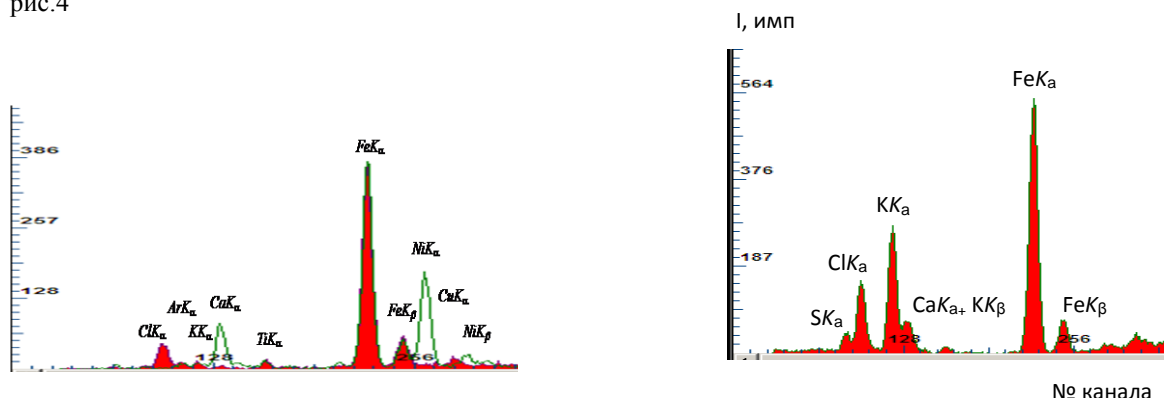 рис.4
386
257
128
FeKα
NiKα
ArKα
CaKα
CuKα
FeKβ
ClKα
KKα
TiKα
NiKβ
128
256
I, имп
564
376
187
FeKa
KKa
ClKa
SKa
CaKa+ KKβ
FeKβ
128
256
№ канала